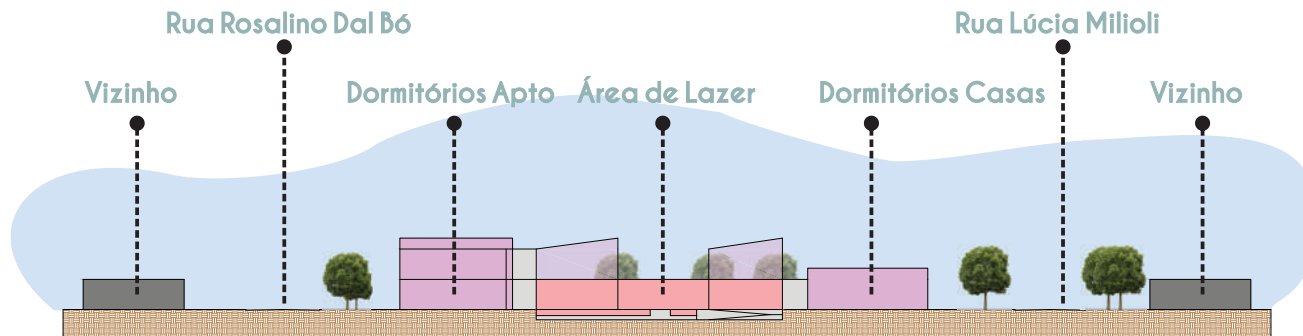 Rua Rosalino Dal Bó
Rua Lúcia Milioli
Vizinho
Dormitórios Apto
Área de Lazer
Dormitórios Casas
Vizinho